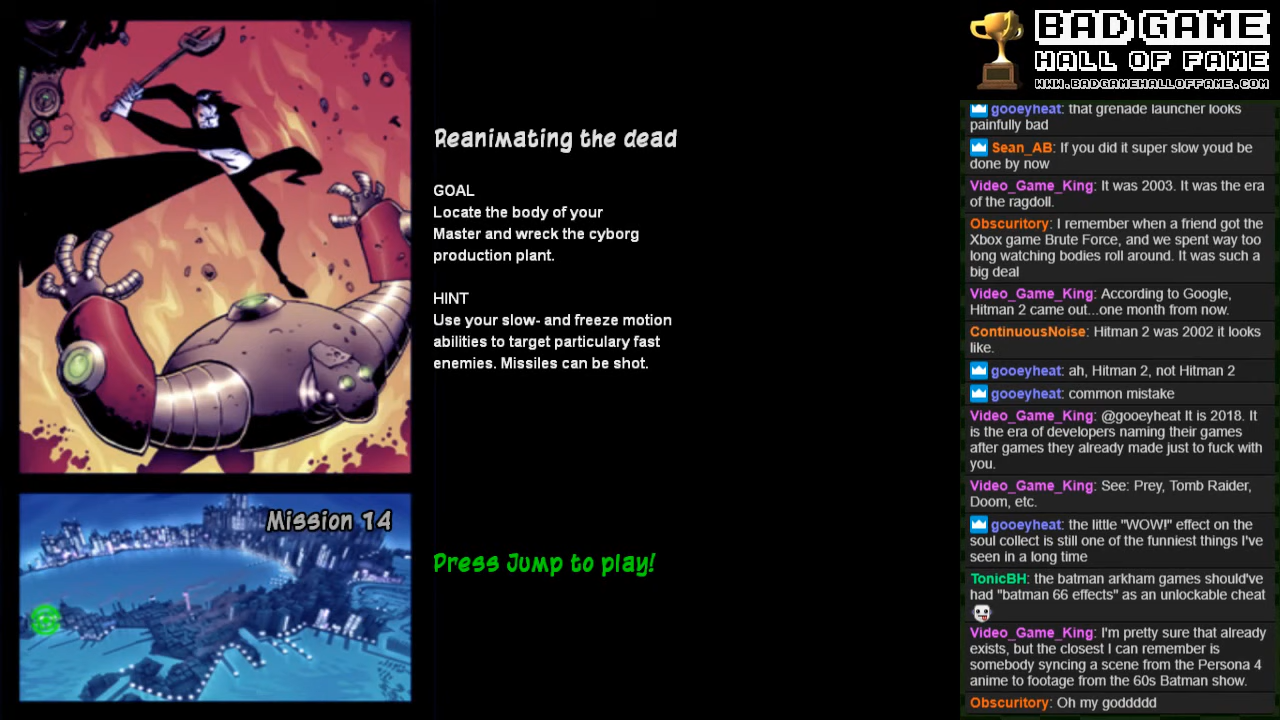 Reanimating the dead
GOAL
Locate the body of your
Master and wreck the cyborg
production plant.
HINT
Use your slow- and freeze motion
abilities to target particulary fast
enemies. Missiles can be shot.
Mission 14
Press Jump to play!
BAD GAME
HALL OF FAME
WWW.BADGAMEHALLOFFAME.COM
gooeyheat: that grenade launcher looks
painfully bad
Sean_AB: If you did it super slow youd be
done by now
Video_Game_King: It was 2003. It was the era
of the ragdoll.
Obscuritory: I remember when a friend got the
Xbox game Brute Force, and we spent way too
long watching bodies roll around. It was such a
big deal
Video_Game_King: According to Google,
Hitman 2 came out...one month from now.
ContinuousNoise: Hitman 2 was 2002 it looks
like.
gooeyheat: ah, Hitman 2, not Hitman 2
gooeyheat: common mistake
Video_Game_King: @gooeyheat It is 2018. It
is the era of developers naming their games
after games they already made just to fuck with
you.
Video_Game_King: See: Prey, Tomb Raider,
Doom, etc.
gooeyheat: the little "WOW!" effect on the
soul collect is still one of the funniest things I've
seen in a long time
TonicBH: the batman arkham games should've
had "batman 66 effects" as an unlockable cheat
Video_Game_King: I'm pretty sure that already
exists, but the closest I can remember is
somebody syncing a scene from the Persona 4
anime to footage from the 60s Batman show.
Obscuritory: Oh my goddddd